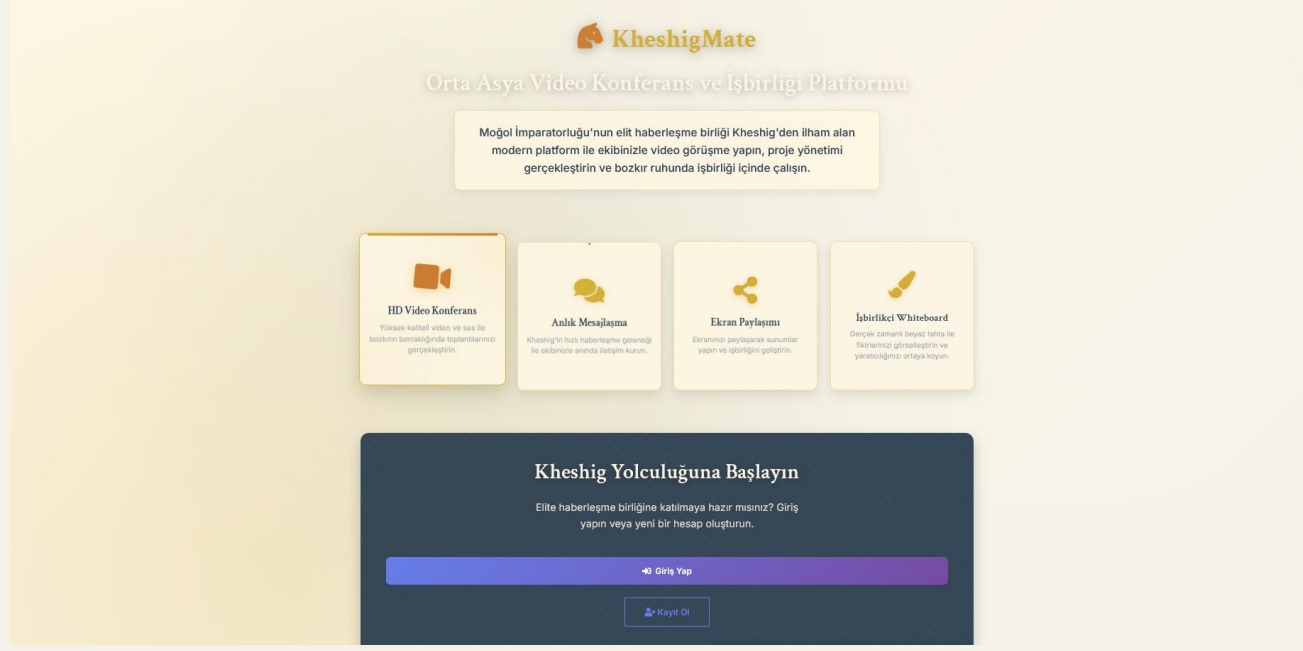 KheshigMate
Orta Asya Video Konferans ve İşbirliği Platformu
Moğol İmparatorluğu'nun elit haberleşme birliği Kheshig'den ilham alan
modern platform ile ekibinizle video görüşme yapın, proje yönetimi
gerçekleştirin ve bozkır ruhunda işbirliği içinde çalışın.
HD Video Konferans
Yüksek kaliteli video ve ses ile
bozkırın berraklığında toplantılarınızı
gerçekleştirin.
Anlık Mesajlaşma
Kheshig'in hızlı haberleşme geleneği
ile ekibinizle anında iletişim kurun.
Ekran Paylaşımı
Ekranınızı paylaşarak sunumlar
yapın ve işbirliğini geliştirin.
İşbirlikçi Whiteboard
Gerçek zamanlı beyaz tahta ile
fikirlerinizi görselleştirin ve
yaratıcılığınızı ortaya koyun.
Kheshig Yolculuğuna Başlayın
Elite haberleşme birliğine katılmaya hazır mısınız? Giriş
yapın veya yeni bir hesap oluşturun.
Giriş Yap
Kayıt Ol